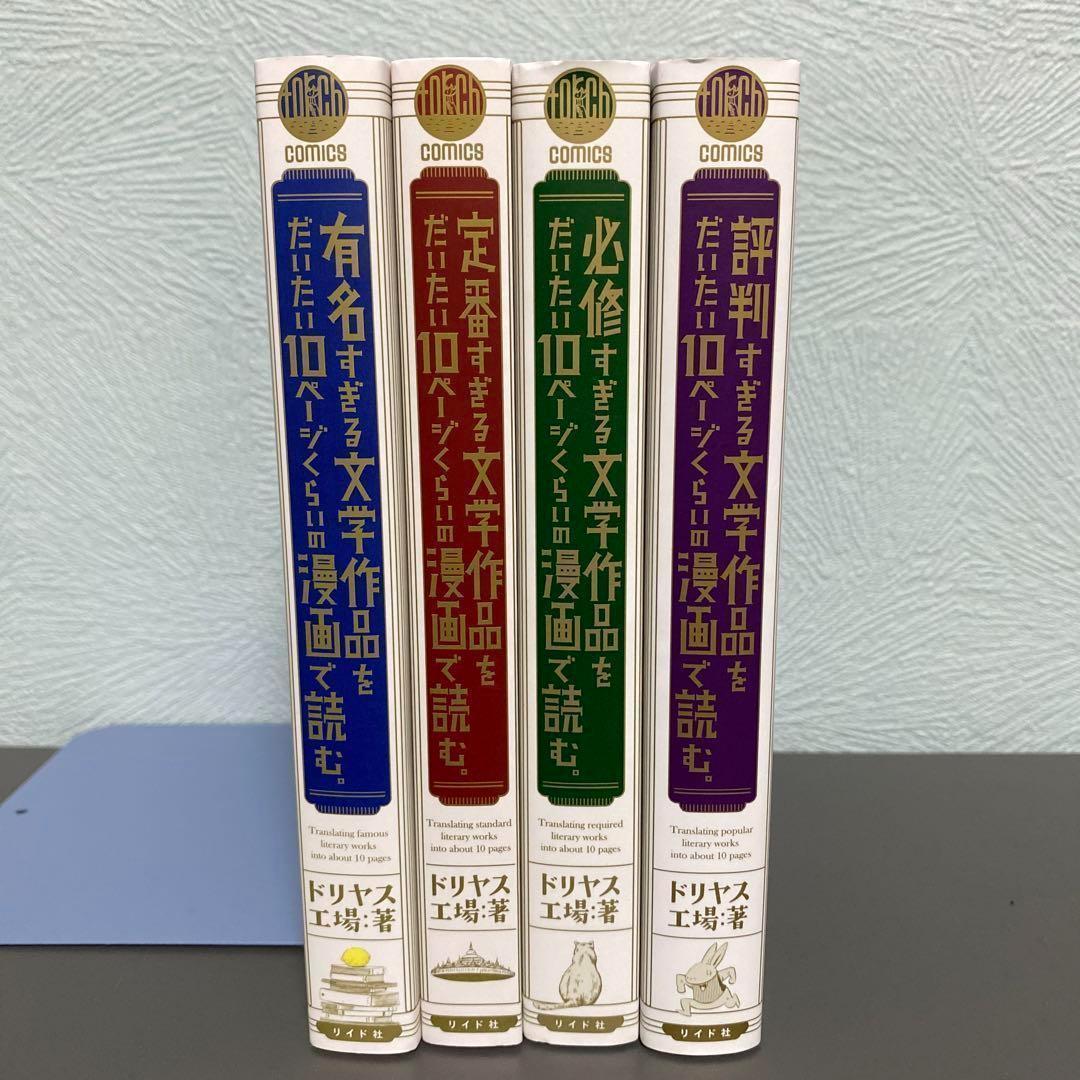 torch
COMICS
有名すぎる文学作品を
だいたい10ページくらいの漫画で読む。
Translating famous
literary works
into about 10 pages
ドリヤス
工場:著
リイド社
torch
COMICS
定番すぎる文学作品を
だいたい10ページくらいの漫画で読む。
Translating standard
literary works
into about 10 pages
ドリヤス
工場:著
リイド社
torch
COMICS
必修すぎる文学作品を
だいたい10ページくらいの漫画で読む。
Translating required
literary works
into about 10 pages
ドリヤス
工場:著
リイド社
torch
COMICS
評判すぎる文学作品を
だいたい10ページくらいの漫画で読む。
Translating popular
literary works
into about 10 pages
ドリヤス
工場:著
リイド社